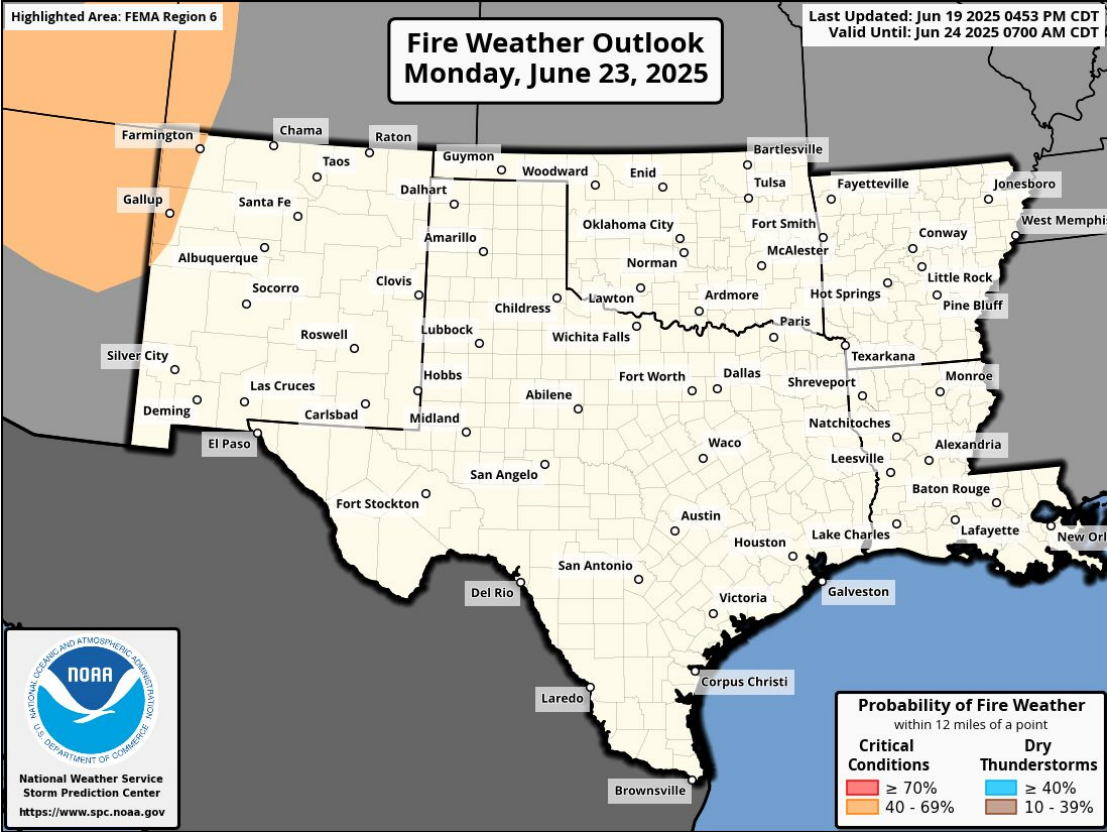 Highlighted Area: FEMA Region 6
Fire Weather Outlook
Monday, June 23, 2025
Last Updated: Jun 19 2025 0453 PM CDT
Valid Until: Jun 24 2025 0700 AM CDT
Farmington
Chama
Raton
Taos
Guymon
Woodward
Enid
Bartlesville
Tulsa
Fayetteville
Jonesboro
Gallup
Santa Fe
Dalhart
Oklahoma City
Fort Smith
West Memphis
Amarillo
Norman
McAlester
Conway
Albuquerque
Little Rock
Socorro
Clovis
Childress
Lawton
Ardmore
Hot Springs
Pine Bluff
Roswell
Lubbock
Wichita Falls
Paris
Silver City
Texarkana
Las Cruces
Hobbs
Fort Worth
Dallas
Shreveport
Monroe
Deming
Carlsbad
Midland
Abilene
Natchitoches
El Paso
Waco
Alexandria
San Angelo
Leesville
Fort Stockton
Baton Rouge
Austin
Houston
Lake Charles
Lafayette
New Orl
San Antonio
Del Rio
Victoria
Galveston
Laredo
Corpus Christi
Brownsville
NATIONAL OCEANIC AND ATMOSPHERIC ADMINISTRATION
NOAA
U.S. DEPARTMENT OF COMMERCE
National Weather Service
Storm Prediction Center
https://www.spc.noaa.gov
Probability of Fire Weather
within 12 miles of a point
Critical Conditions
≥ 70%
40 - 69%
Dry Thunderstorms
≥ 40%
10 - 39%